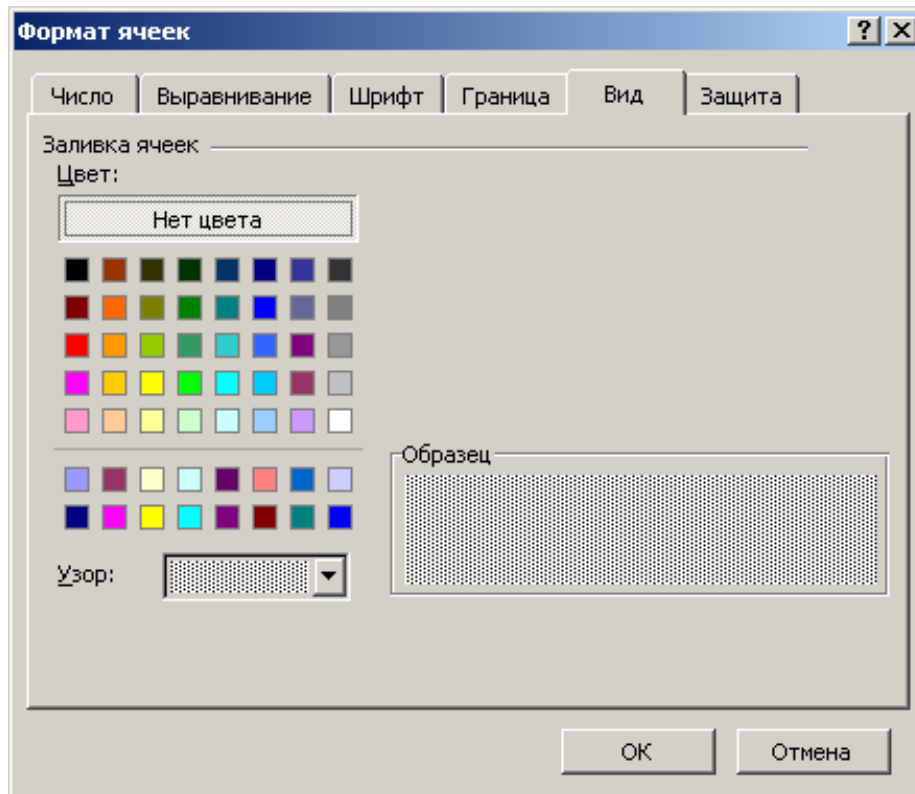 Формат ячеек
Число Выравнивание Шрифт Граница Вид Защита
Заливка ячеек
Цвет:
Нет цвета
Образец
Узор:
ОК Отмена